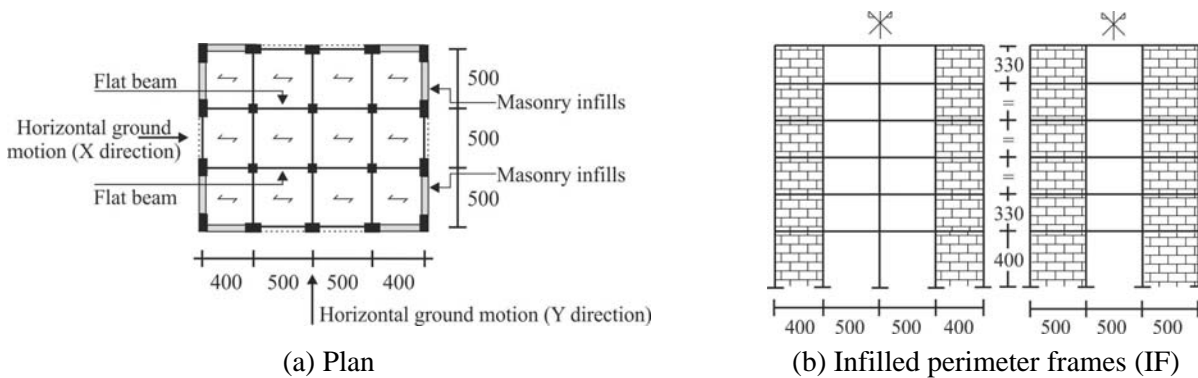 Flat beam
Horizontal ground
motion (X direction)
Flat beam
500
500
500
Masonry infills
Masonry infills
400 500 500 400
Horizontal ground motion (Y direction)
(a) Plan
330
=
=
330
400
400 500 500 400
500 500 500
(b) Infilled perimeter frames (IF)